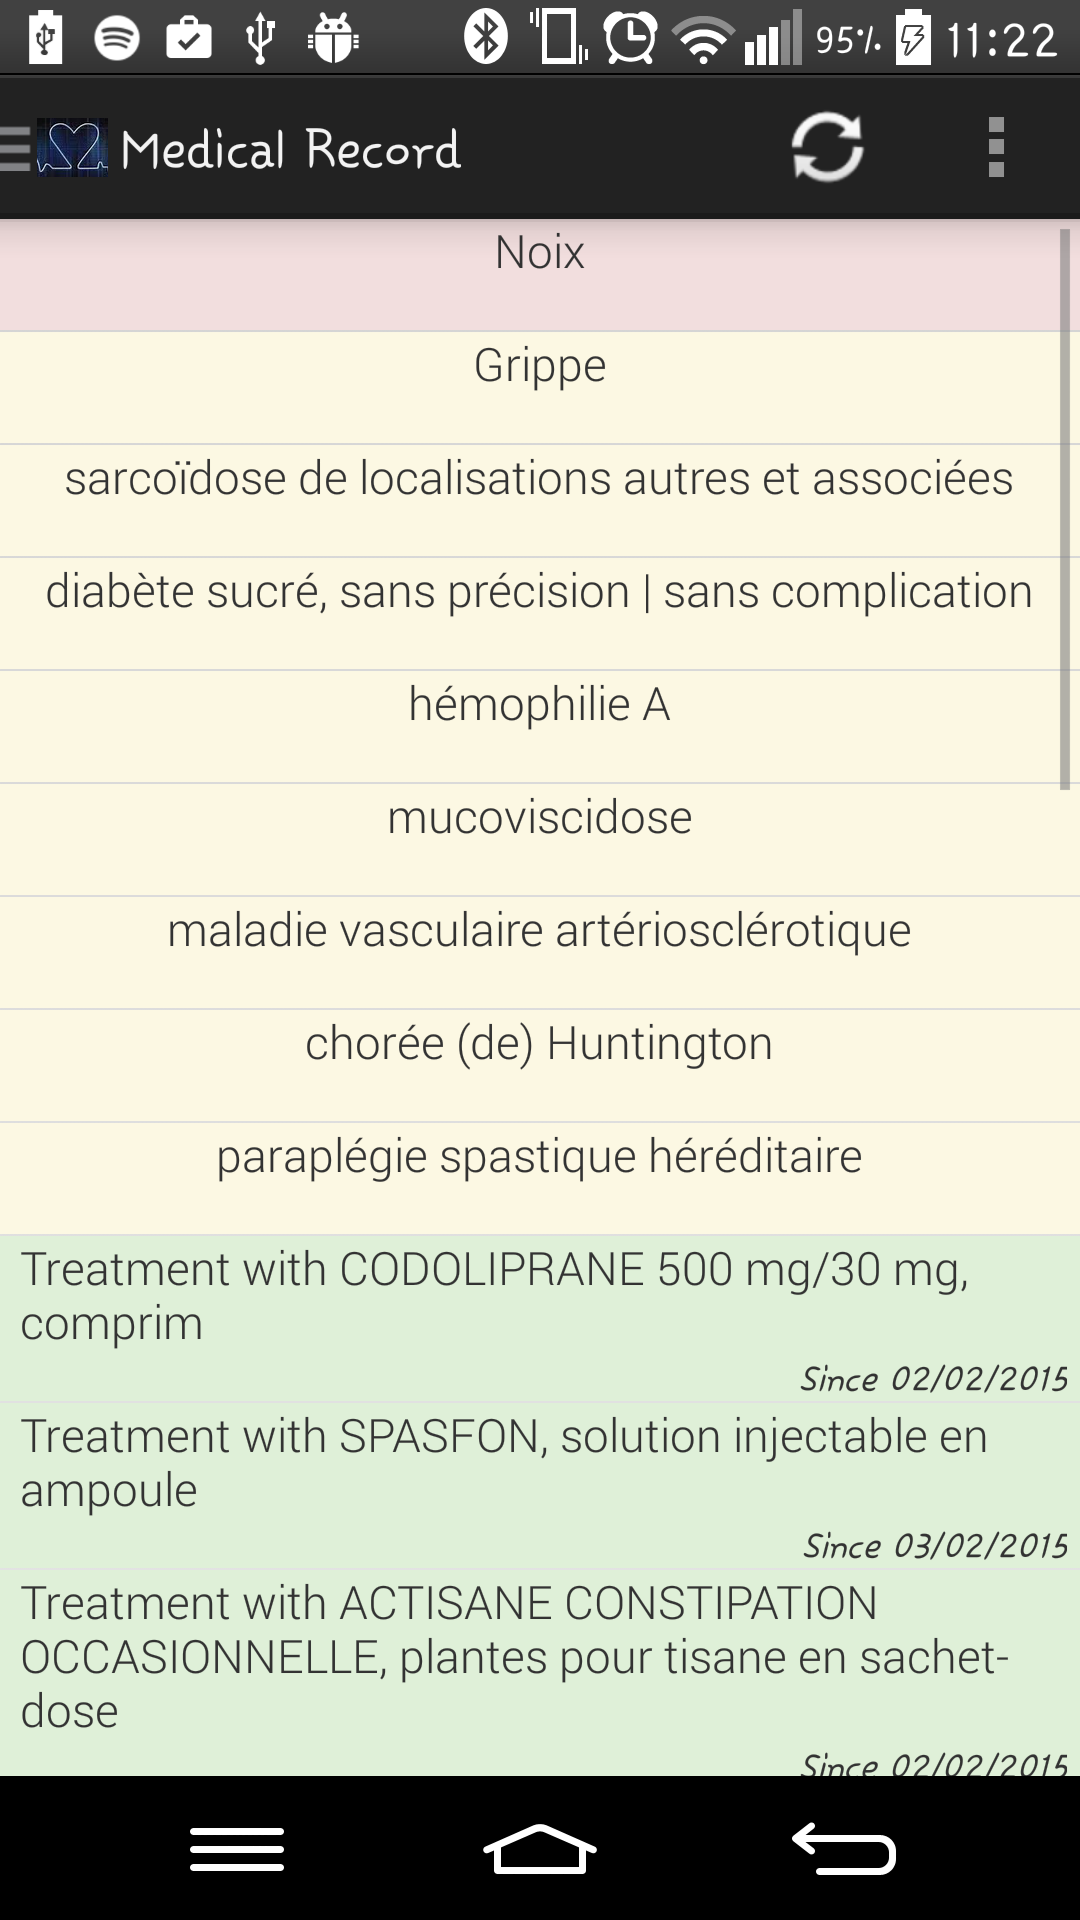 95% 11:22
Medical Record
Noix
Grippe
sarcoïdose de localisations autres et associées
diabète sucré, sans précision | sans complication
hémophilie A
mucoviscidose
maladie vasculaire artériosclérotique
chorée (de) Huntington
paraplégie spastique héréditaire
Treatment with CODOLIPRANE 500 mg/30 mg,
comprim
Since 02/02/2015
Treatment with SPASFON, solution injectable en
ampoule
Since 03/02/2015
Treatment with ACTISANE CONSTIPATION
OCCASIONNELLE, plantes pour tisane en sachet-
dose
Since 02/02/2015